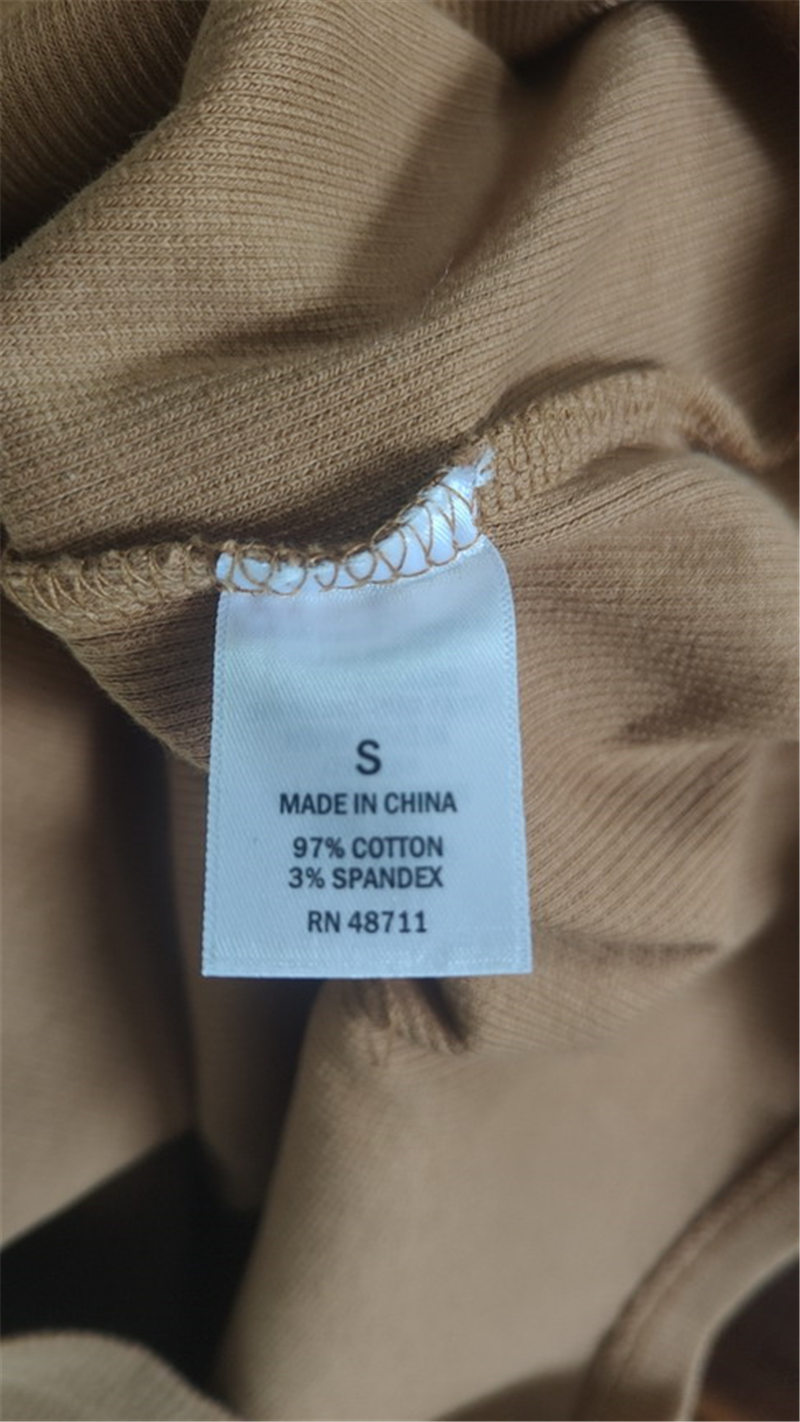 S
MADE IN CHINA
97% COTTON
3% SPANDEX
RN 48711